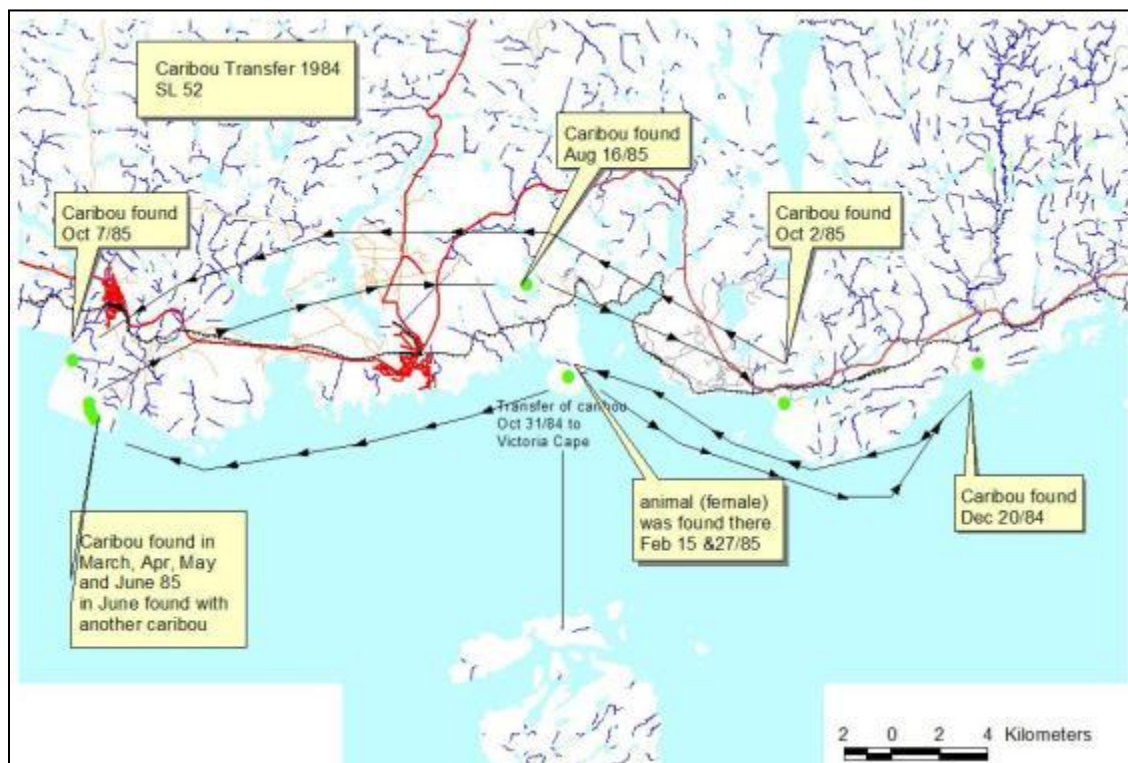 Caribou Transfer 1984
SL 52
Caribou found
Aug 16/85
Caribou found
Oct 7/85
Caribou found
Oct 2/85
Transfer of caribou
Oct 31/84 to
Victoria Cape
animal (female)
was found there
Feb 15 &27/85
Caribou found
Dec 20/84
Caribou found in
March, Apr, May
and June 85
in June found with
another caribou
2 0 2 4 Kilometers